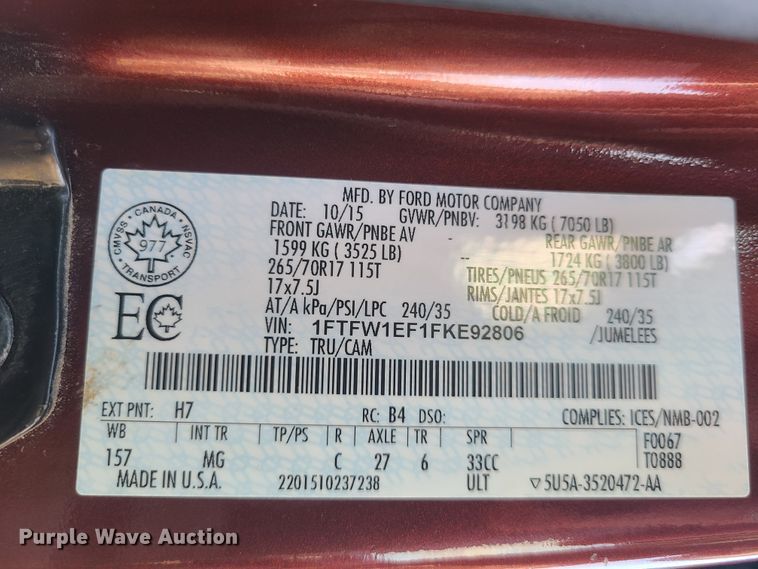 MFD. BY FORD MOTOR COMPANY
DATE: 10/15 GVWR/PNBV: 3198 KG ( 7050 LB)
FRONT GAWR/PNBE AV - REAR GAWR/PNBE AR
1599 KG ( 3525 LB) -- 1724 KG ( 3800 LB)
265/70R17 115T TIRES/PNEUS 265/70R17 115T
17x7.5J RIMS/JANTES 17x7.5J
AT/A kPa/PSI/LPC 240/35 COLD/A FROID 240/35
VIN: 1FTFW1EF1FKE92806 /JUMELEES
TYPE: TRU/CAM
CMVSS • CANADA • NSVAC
977
TRANSPORT
EC
EXT PNT: H7 RC: B4 DSO: COMPLIES: ICES/NMB-002
WB INT TR TP/PS R AXLE TR SPR F0067
157 MG C 27 6 33CC T0888
MADE IN U.S.A. 2201510237238 ULT ▽5U5A-3520472-AA
Purple Wave Auction